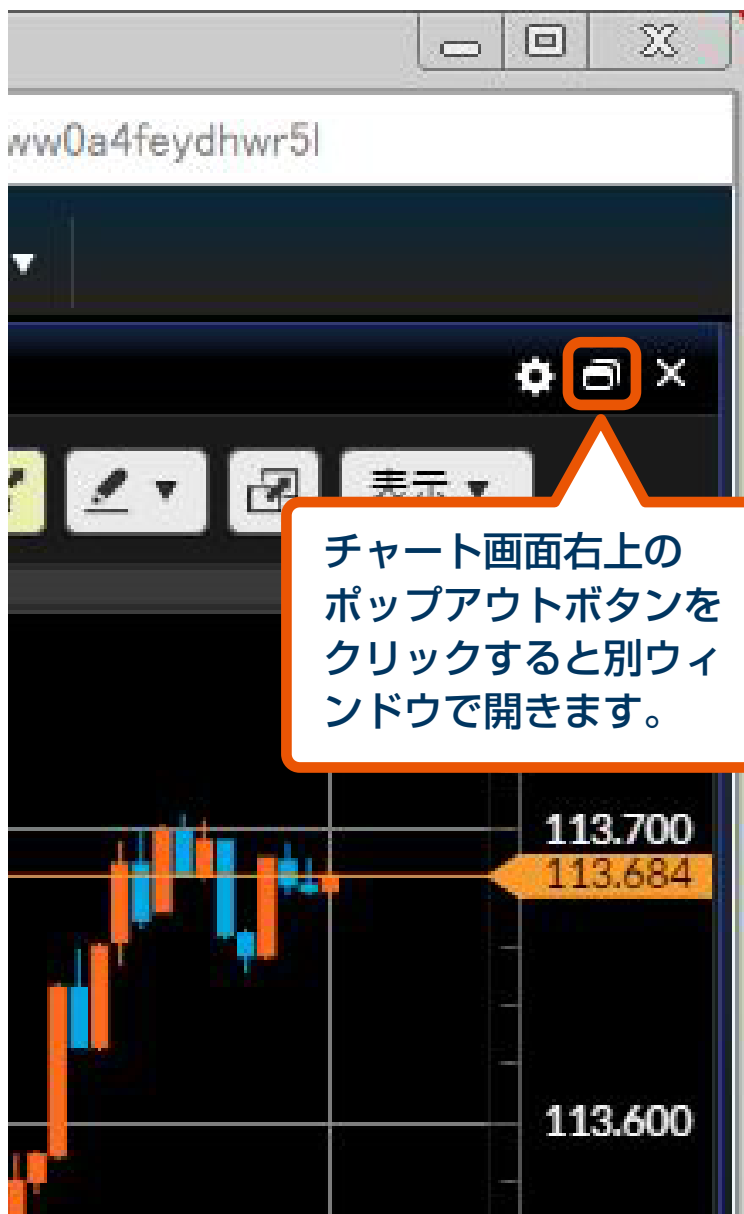 ww0a4feydhwr5l
表示
チャート画面右上の
ポップアウトボタンを
クリックすると別ウィ
ンドウで開きます。
113.700
113.684
113.600